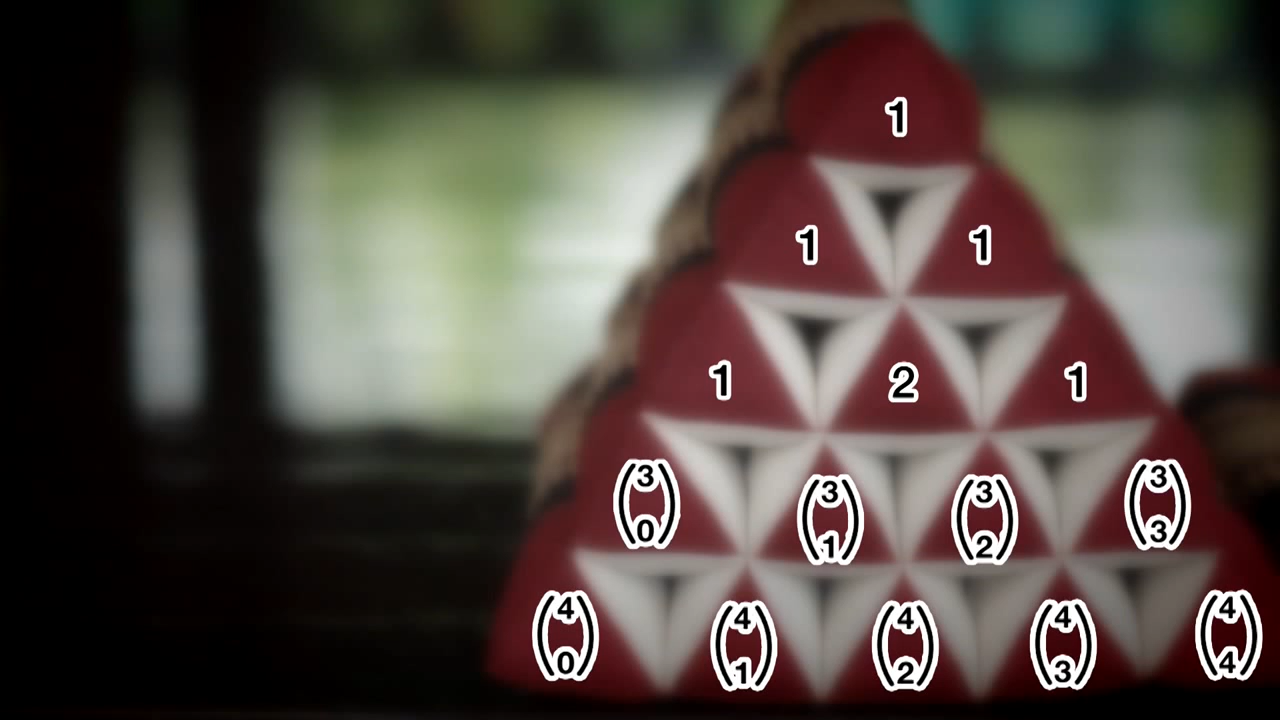 1
1 1
1 2 1
(3 0) (3 1) (3 2) (3 3)
(4 0) (4 1) (4 2) (4 3) (4 4)